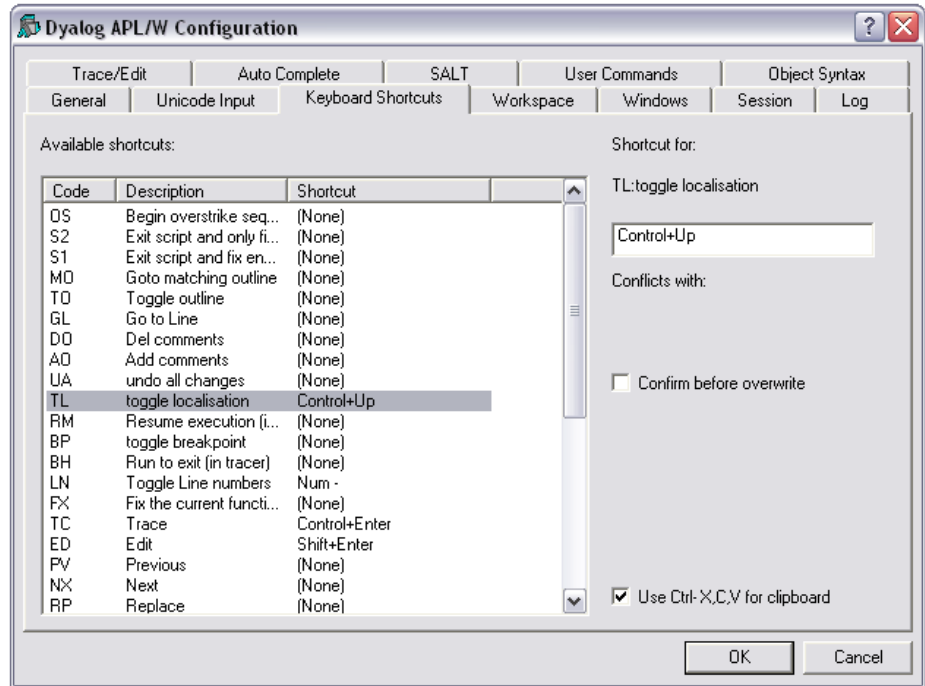 Dyalog APL/W Configuration
Trace/Edit Auto Complete SALT User Commands Object Syntax
General Unicode Input Keyboard Shortcuts Workspace Windows Session Log
Available shortcuts:
Code Description Shortcut
OS Begin overstrike seq... (None)
S2 Exit script and only fi... (None)
S1 Exit script and fix en... (None)
MO Goto matching outline (None)
TO Toggle outline (None)
GL Go to Line (None)
DO Del comments (None)
AO Add comments (None)
UA undo all changes (None)
TL toggle localisation Control+Up
RM Resume execution (i... (None)
BP toggle breakpoint (None)
BH Run to exit (in tracer) (None)
LN Toggle Line numbers Num -
FX Fix the current functi... (None)
TC Trace Control+Enter
ED Edit Shift+Enter
PV Previous (None)
NX Next (None)
RP Replace (None)
Shortcut for:
TL:toggle localisation
Control+Up
Conflicts with:
Confirm before overwrite
Use Ctrl-X,C,V for clipboard
OK Cancel